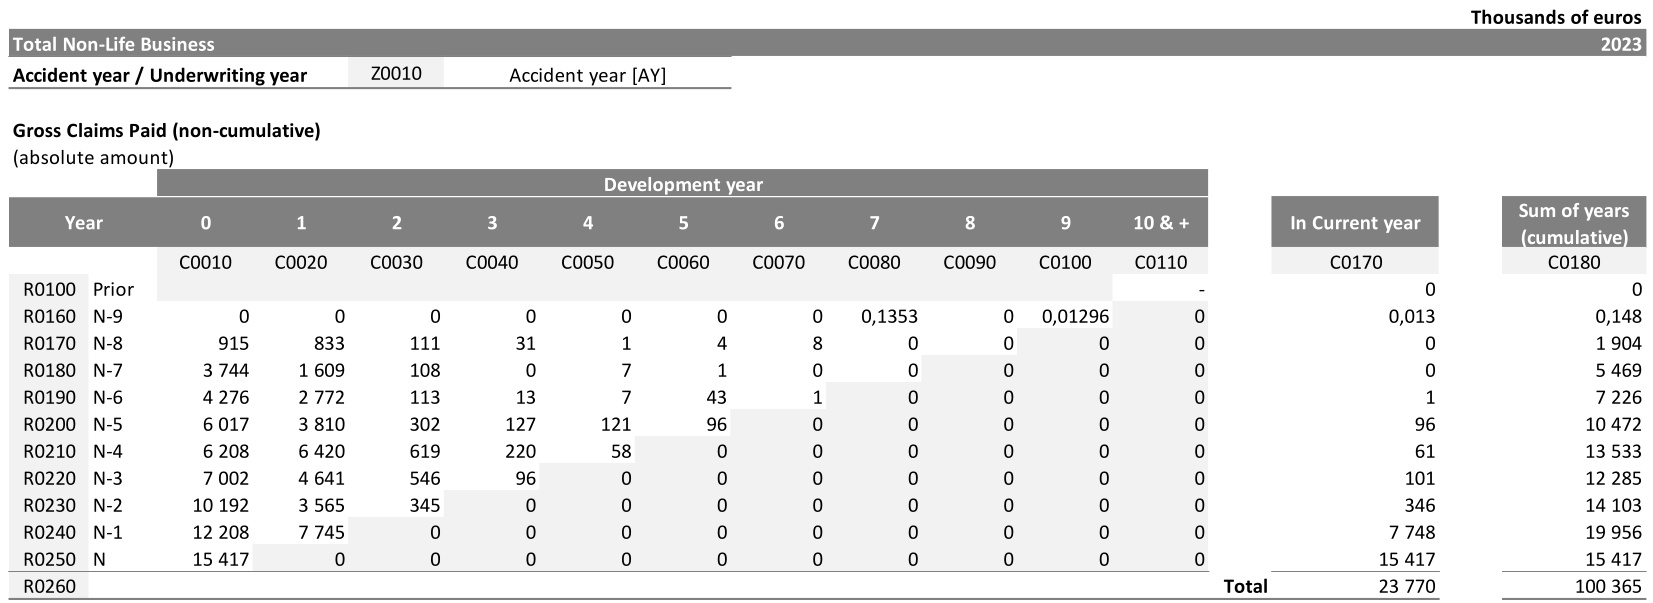 Thousands of euros
Total Non-Life Business 2023
Accident year / Underwriting year Z0010 Accident year [AY]
Gross Claims Paid (non-cumulative)
(absolute amount)
Development year
Year 0 1 2 3 4 5 6 7 8 9 10 & + In Current year Sum of years (cumulative)
C0010 C0020 C0030 C0040 C0050 C0060 C0070 C0080 C0090 C0100 C0110 C0170 C0180
R0100 Prior - 0 0
R0160 N-9 0 0 0 0 0 0 0 0,1353 0 0,01296 0 0,013 0,148
R0170 N-8 915 833 111 31 1 4 8 0 0 0 0 0 1 904
R0180 N-7 3 744 1 609 108 0 7 1 0 0 0 0 0 0 5 469
R0190 N-6 4 276 2 772 113 13 7 43 1 0 0 0 0 1 7 226
R0200 N-5 6 017 3 810 302 127 121 96 0 0 0 0 0 96 10 472
R0210 N-4 6 208 6 420 619 220 58 0 0 0 0 0 0 61 13 533
R0220 N-3 7 002 4 641 546 96 0 0 0 0 0 0 0 101 12 285
R0230 N-2 10 192 3 565 345 0 0 0 0 0 0 0 0 346 14 103
R0240 N-1 12 208 7 745 0 0 0 0 0 0 0 0 0 7 748 19 956
R0250 N 15 417 0 0 0 0 0 0 0 0 0 0 15 417 15 417
R0260 Total 23 770 100 365